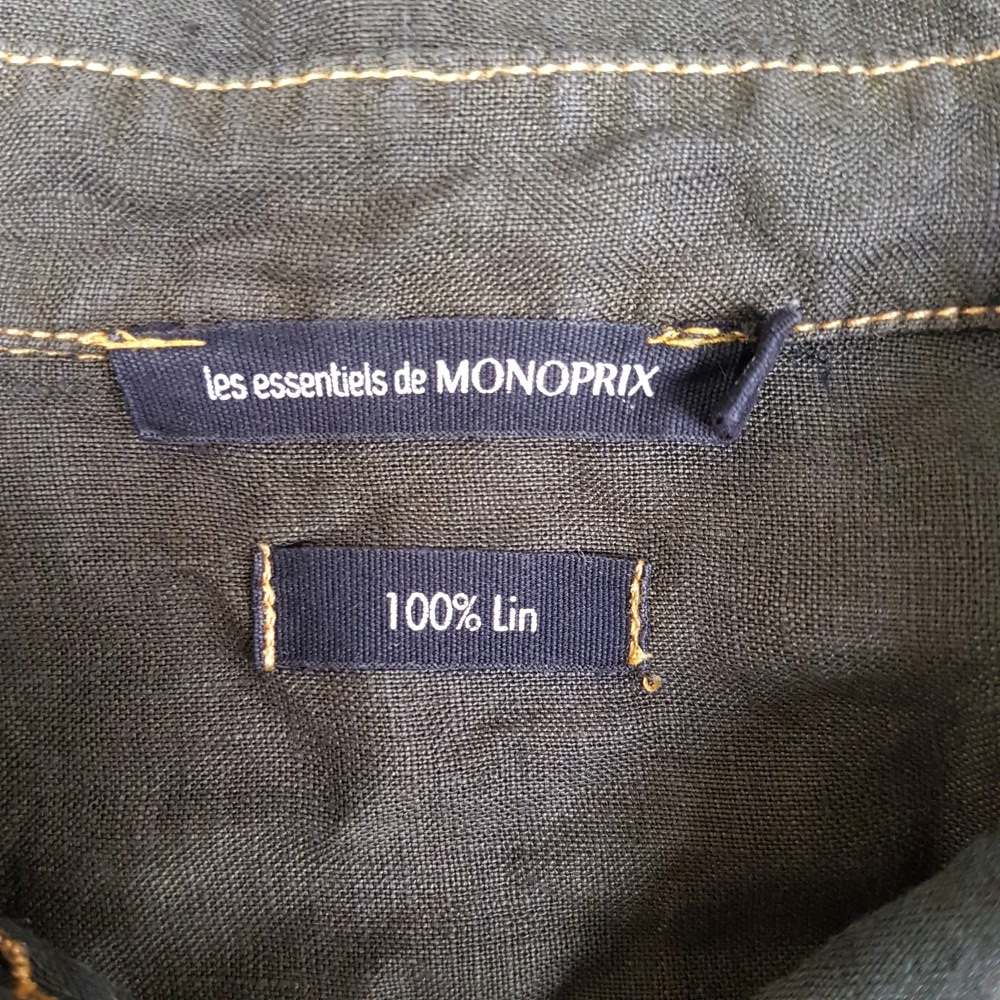 les essentiels de MONOPRIX
100% Lin